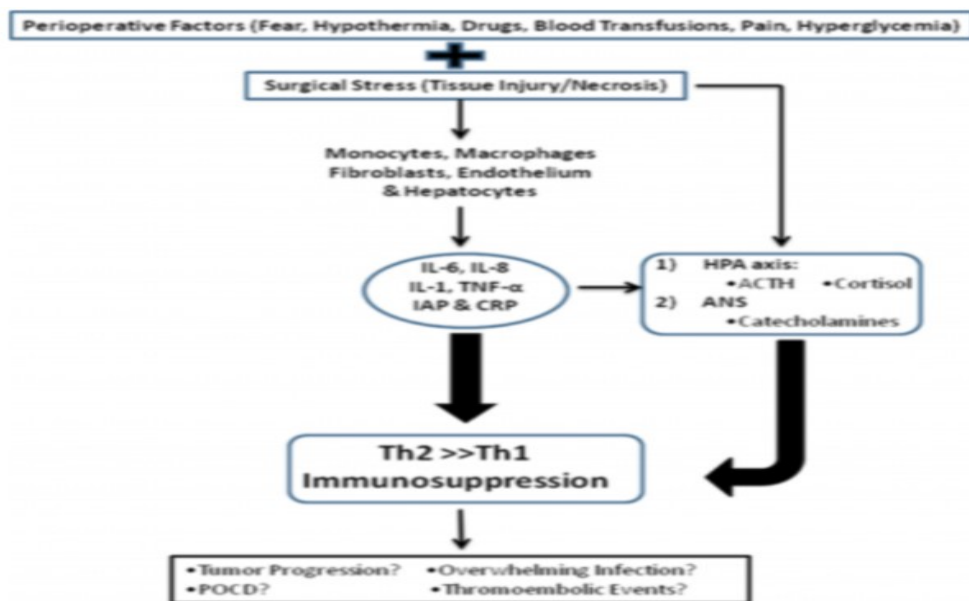 Perioperative Factors (Fear, Hypothermia, Drugs, Blood Transfusions, Pain, Hyperglycemia)
Surgical Stress (Tissue Injury/Necrosis)
Monocytes, Macrophages
Fibroblasts, Endothelium
& Hepatocytes
IL-6, IL-8
IL-1, TNF-α
IAP & CRP
1) HPA axis:
•ACTH •Cortisol
2) ANS
•Catecholamines
Th2 >>Th1
Immunosuppression
•Tumor Progression? •Overwhelming Infection?
•POCD? •Thromoembolic Events?